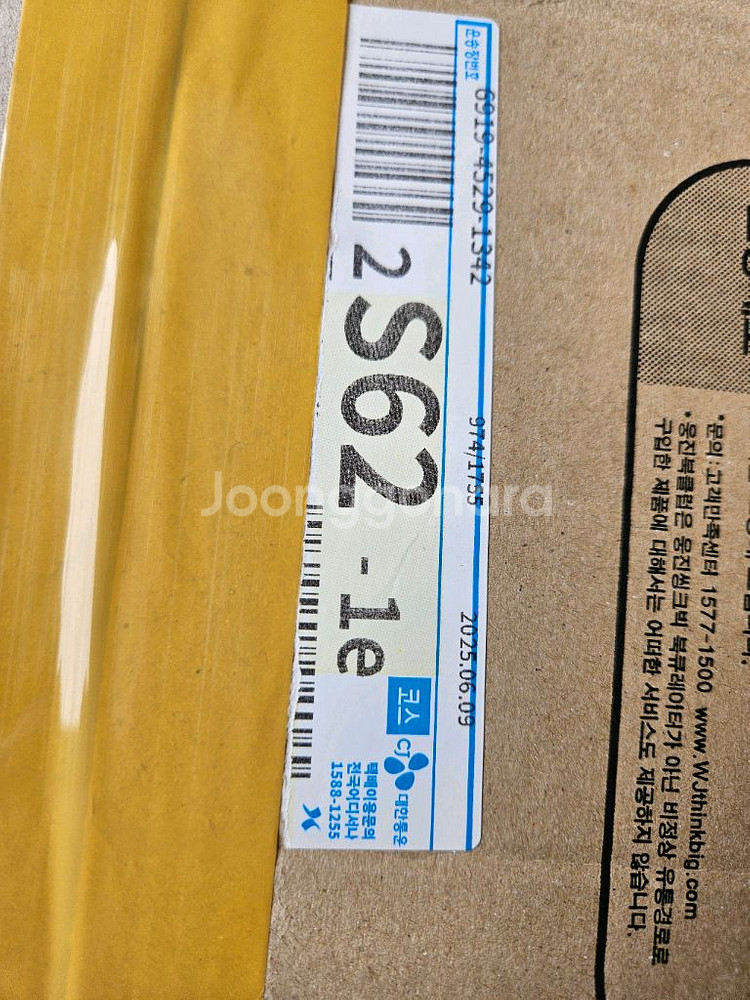 운송장번호
6919-4529-1342
974/1755
2025.06.09
2S62-1e
코스
CJ대한통운
택배이용문의
전국어디서나
1588-1255
*문의:고객만족센터 1577-1500 www.WJthinkbig.com
*웅진북클럽은 웅진씽크빅 북큐레이터가 아닌 비정상 유통경로로
구입한 제품에 대해서는 어떠한 서비스도 제공하지 않습니다.
Joonggonara